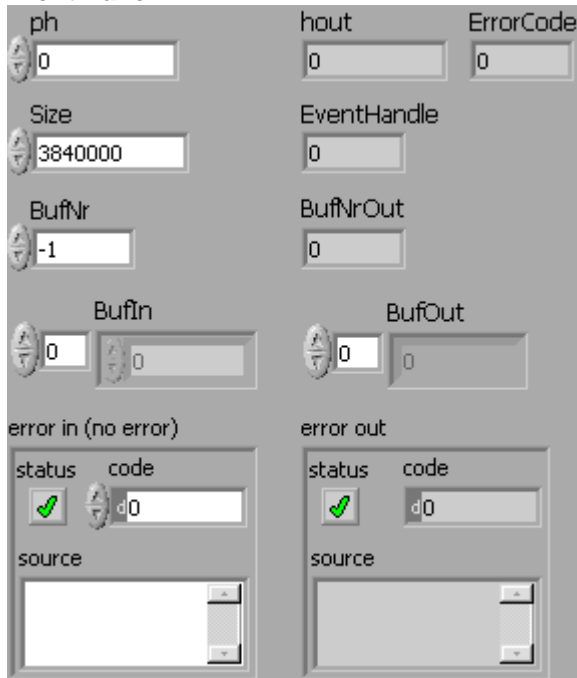 ph hout ErrorCode
0 0 0
Size EventHandle
3840000 0
BufNr BufNrOut
-1 0
BufIn BufOut
0 0 0 0
error in (no error) error out
status code status code
d0 d0
source source